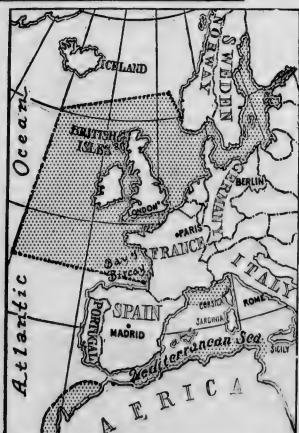 ICELAND
NORWAY
SWEDEN
Atlantic Ocean
BRITISH
ISLES
LONDON
BERLIN
GERMANY
PARIS
FRANCE
Bay of
Biscay
ITALY
SPAIN
MADRID
PORTUGAL
CORSICA
SARDINIA
ROME
Mediterranean Sea
SICILY
AFRICA